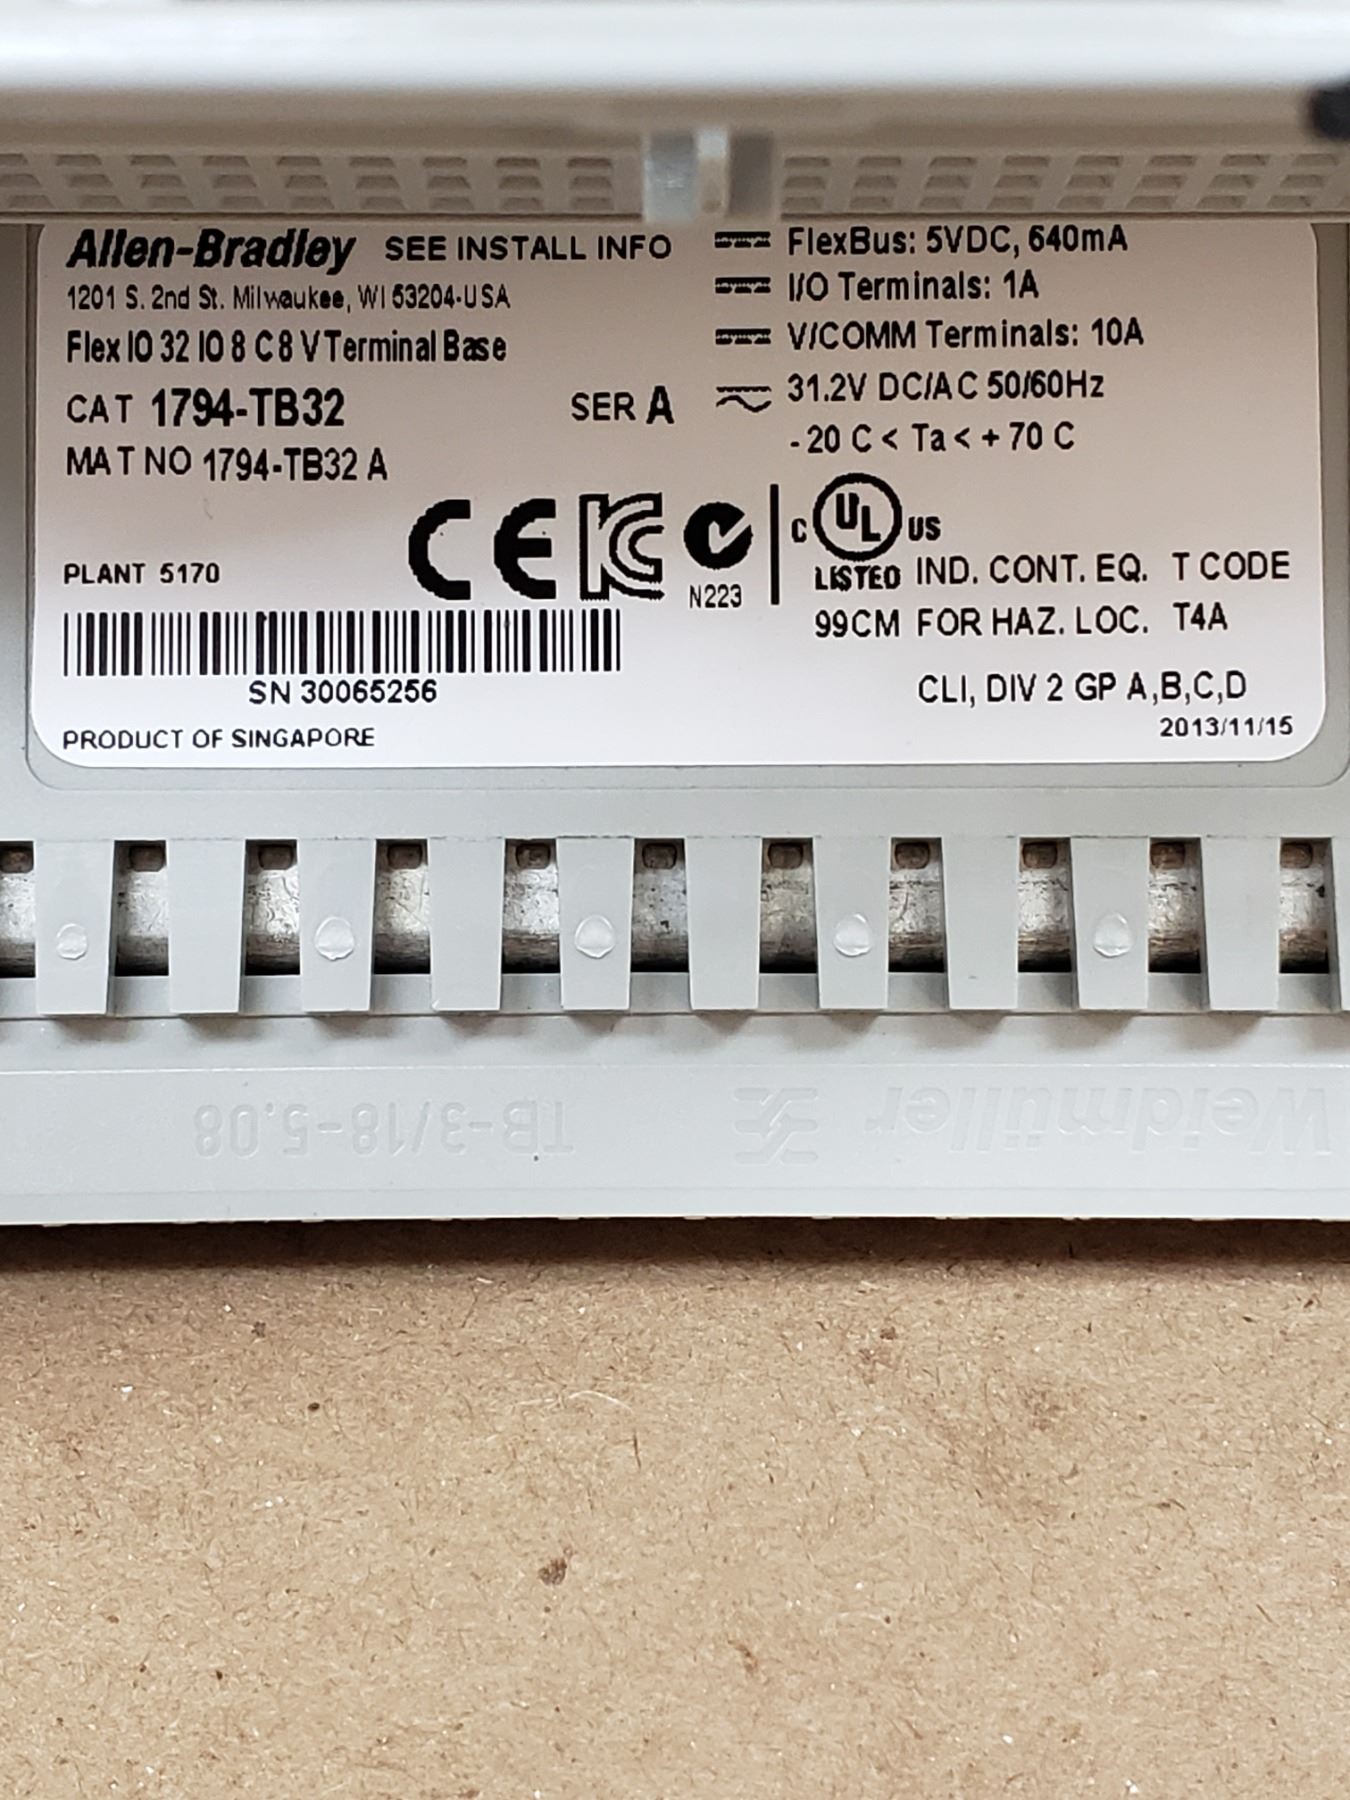 Allen-Bradley SEE INSTALL INFO
1201 S. 2nd St. Milwaukee, WI 53204-USA
Flex IO 32 IO 8 C 8 V Terminal Base
CAT 1794-TB32 SER A
MAT NO 1794-TB32 A
FlexBus: 5VDC, 640mA
I/O Terminals: 1A
V/COMM Terminals: 10A
31.2V DC/AC 50/60Hz
-20 C < Ta < +70 C
PLANT 5170
CE KC N223
C UL US
LISTED IND. CONT. EQ. T CODE
99CM FOR HAZ. LOC. T4A
CLI, DIV 2 GP A,B,C,D
SN 30065256
PRODUCT OF SINGAPORE
2013/11/15
Weidmüller TB-3/18-5.08